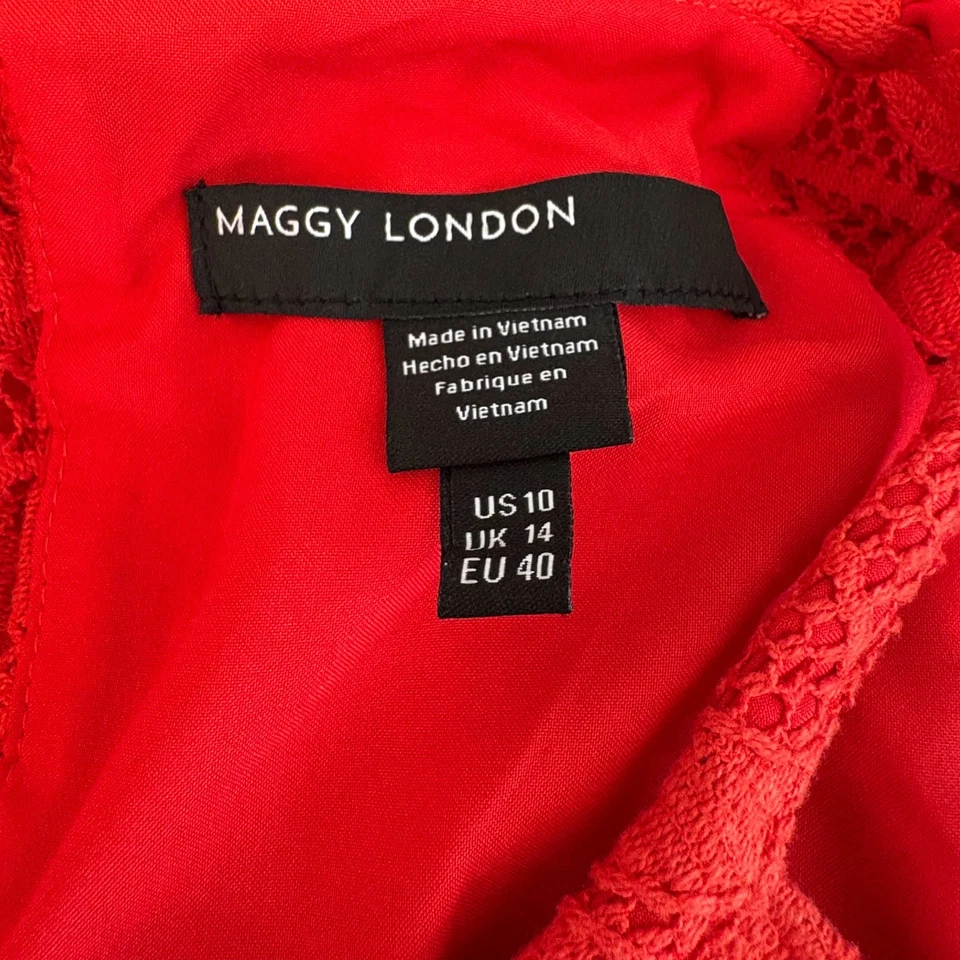 MAGGY LONDON
Made in Vietnam
Hecho en Vietnam
Fabrique en
Vietnam
US 10
UK 14
EU 40